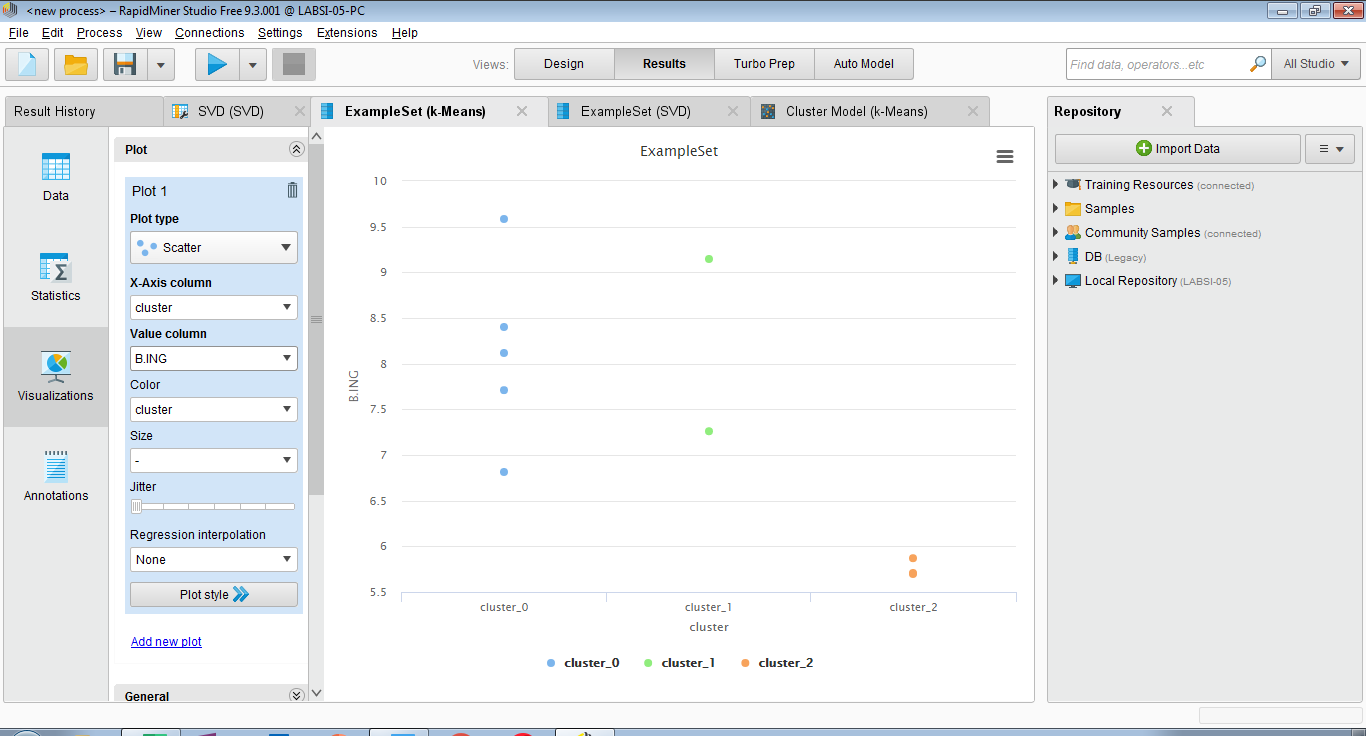 <new process> – RapidMiner Studio Free 9.3.001 @ LABSI-05-PC
File Edit Process View Connections Settings Extensions Help
Views: Design Results Turbo Prep Auto Model Find data, operators...etc All Studio
Result History SVD (SVD) ExampleSet (k-Means) ExampleSet (SVD) Cluster Model (k-Means)
Data
Statistics
Visualizations
Annotations
Plot
Plot 1
Plot type
Scatter
X-Axis column
cluster
Value column
B.ING
Color
cluster
Size
-
Jitter
Regression interpolation
None
Plot style
Add new plot
General
ExampleSet
10
9.5
9
8.5
8
7.5
7
6.5
6
5.5
B.ING
cluster_0 cluster_1 cluster_2
cluster
cluster_0 cluster_1 cluster_2
Repository
Import Data
Training Resources (connected)
Samples
Community Samples (connected)
DB (Legacy)
Local Repository (LABSI-05)